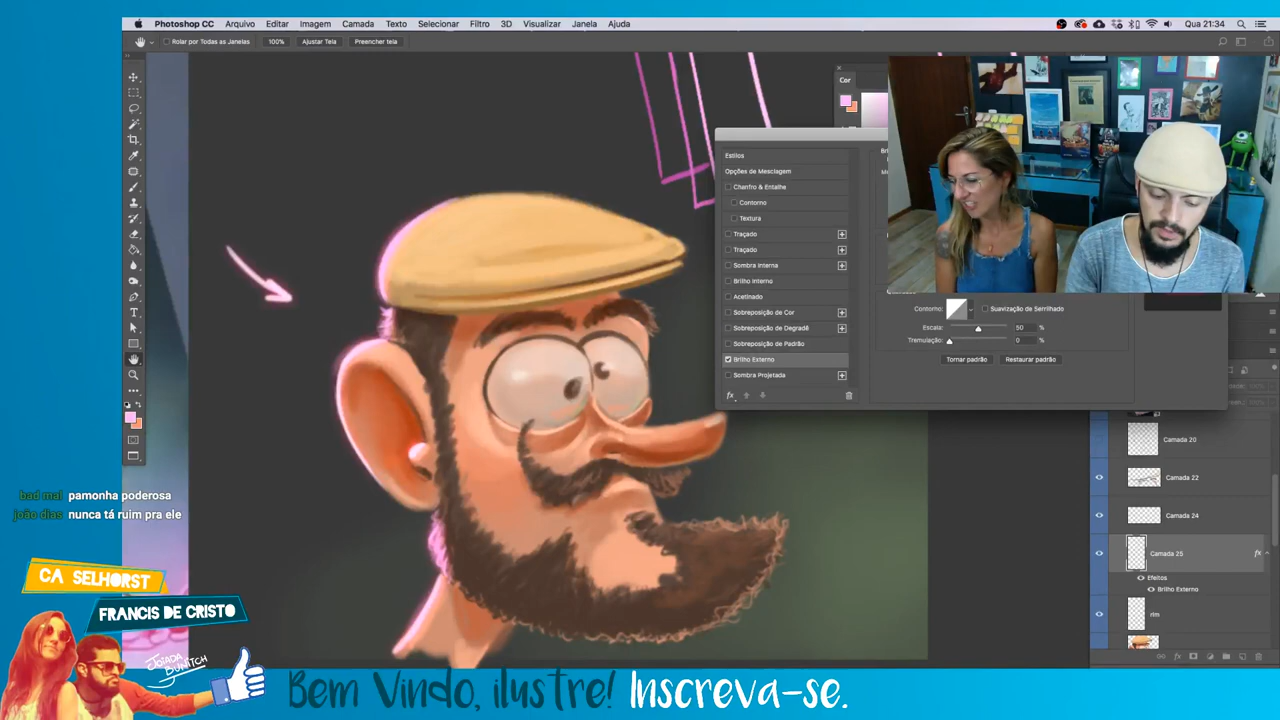 Photoshop CC Arquivo Editar Imagem Camada Texto Selecionar Filtro 3D Visualizar Janela Ajuda
Qua 21:34
Rolar por Todas as Janelas 100% Ajustar Tela Preencher tela
Cor
Estilos
Opções de Mesclagem
Chanfro & Entalhe
Contorno
Textura
Traçado
Traçado
Sombra Interna
Brilho Interno
Acetinado
Sobreposição de Cor
Sobreposição de Degradê
Sobreposição de Padrão
Brilho Externo
Sombra Projetada
fx
Contorno: Suavização de Serrilhado
Escala: 50 %
Tremulação: 0 %
Tornar padrão Restaurar padrão
Camada 20
Camada 22
Camada 24
Camada 25 fx
Efeitos
Brilho Externo
rim
fx
bad mal pamonha poderosa
joão dias nunca tá ruim pra ele
CA SELHORST
FRANCIS DE CRISTO
Bem Vindo, ilustre! Inscreva-se.